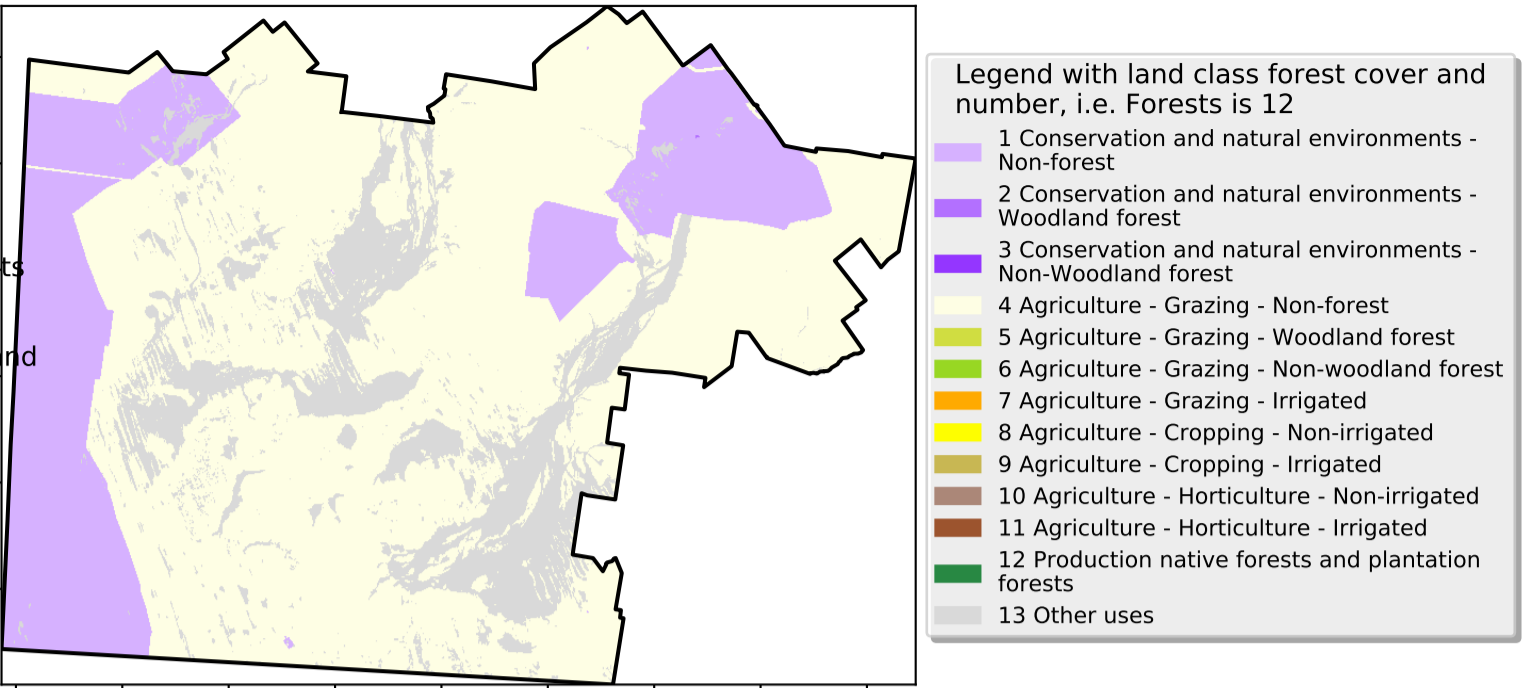 Legend with land class forest cover and
number, i.e. Forests is 12
1 Conservation and natural environments -
Non-forest
2 Conservation and natural environments -
Woodland forest
3 Conservation and natural environments -
Non-Woodland forest
ts
4 Agriculture - Grazing - Non-forest
5 Agriculture - Grazing - Woodland forest
nd
6 Agriculture - Grazing - Non-woodland forest
7 Agriculture - Grazing - Irrigated
8 Agriculture - Cropping - Non-irrigated
9 Agriculture - Cropping - Irrigated
10 Agriculture - Horticulture - Non-irrigated
11 Agriculture - Horticulture - Irrigated
12 Production native forests and plantation
forests
13 Other uses